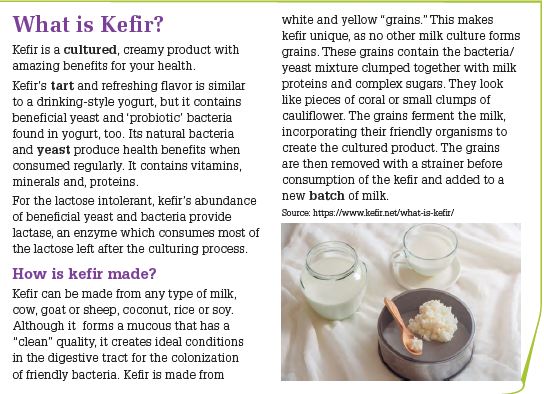 What is Kefir?
Kefir is a cultured, creamy product with
amazing benefits for your health.
Kefir's tart and refreshing flavor is similar
to a drinking-style yogurt, but it contains
beneficial yeast and ‘probiotic’ bacteria
found in yogurt, too. Its natural bacteria
and yeast produce health benefits when
consumed regularly. It contains vitamins,
minerals and, proteins.
For the lactose intolerant, kefir's abundance
of beneficial yeast and bacteria provide
lactase, an enzyme which consumes most of
the lactose left after the culturing process.
How is kefir made?
Kefir can be made from any type of milk,
cow, goat or sheep, coconut, rice or soy.
Although it forms a mucous that has a
“clean” quality, it creates ideal conditions
in the digestive tract for the colonization
of friendly bacteria. Kefir is made from
white and yellow “grains.” This makes
kefir unique, as no other milk culture forms
grains. These grains contain the bacteria/
yeast mixture clumped together with milk
proteins and complex sugars. They look
like pieces of coral or small clumps of
cauliflower. The grains ferment the milk,
incorporating their friendly organisms to
create the cultured product. The grains
are then removed with a strainer before
consumption of the kefir and added to a
new batch of milk.
Source: https://www.kefir.net/what-is-kefir/